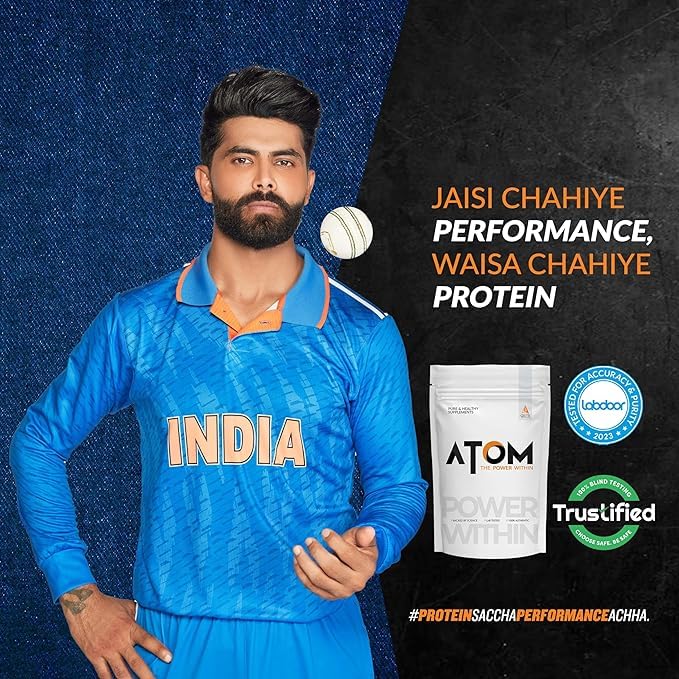 JAISI CHAHIYE
PERFORMANCE,
WAISA CHAHIYE
PROTEIN
INDIA
PURE & HEALTHY
SUPPLEMENTS
ATOM
THE POWER WITHIN
POWER
WITHIN
TESTED FOR ACCURACY & PURITY
labdoor
2023
100% BLIND TESTING
Trustified
CHOOSE SAFE. BE SAFE
#PROTEINSACCHAPERFORMANCEACHHA.